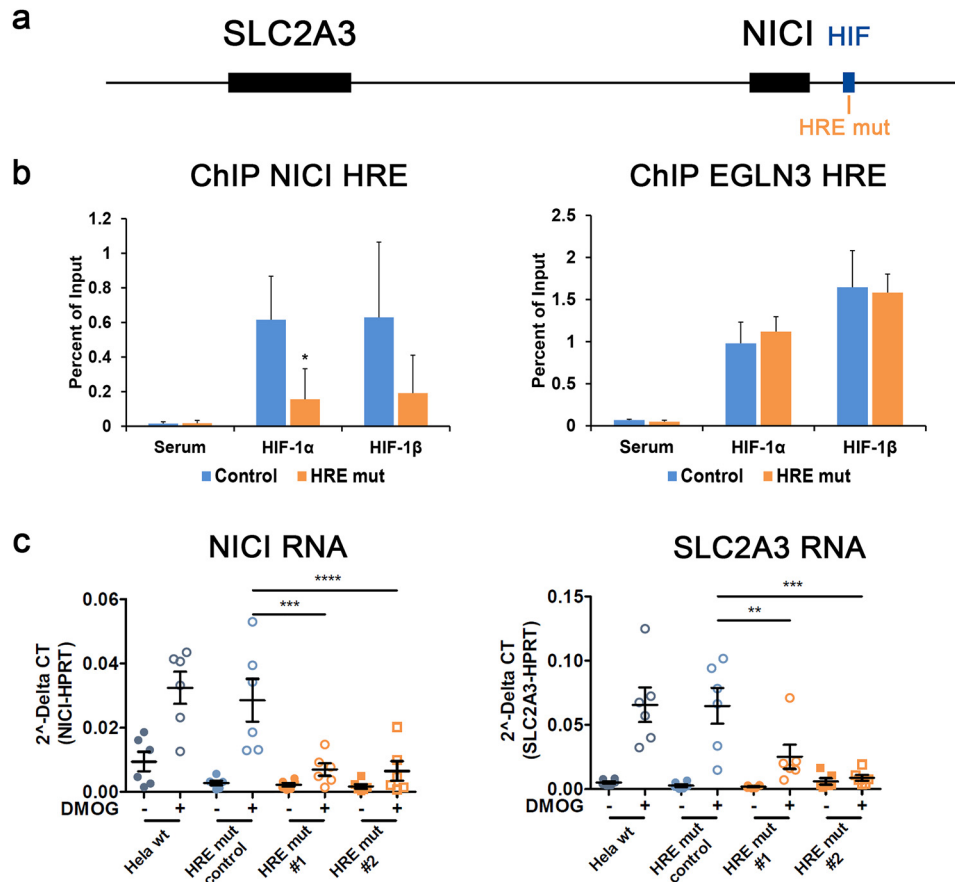 a
SLC2A3 NICI HIF
HRE mut
b
ChIP NICI HRE
Percent of Input
1.2
1
0.8
0.6
0.4
0.2
0
*
Serum HIF-1α HIF-1β
Control HRE mut
ChIP EGLN3 HRE
Percent of Input
2
1.5
1
0.5
0
Serum HIF-1α HIF-1β
Control HRE mut
c
NICI RNA
2^-Delta CT
(NICI-HPRT)
0.06
0.04
0.02
0.00
****
***
DMOG - + - + - + - +
Hela wt
HRE mut
control
HRE mut
#1
HRE mut
#2
SLC2A3 RNA
2^-Delta CT
(SLC2A3-HPRT)
0.15
0.10
0.05
0.00
***
**
DMOG - + - + - + - +
Hela wt
HRE mut
control
HRE mut
#1
HRE mut
#2